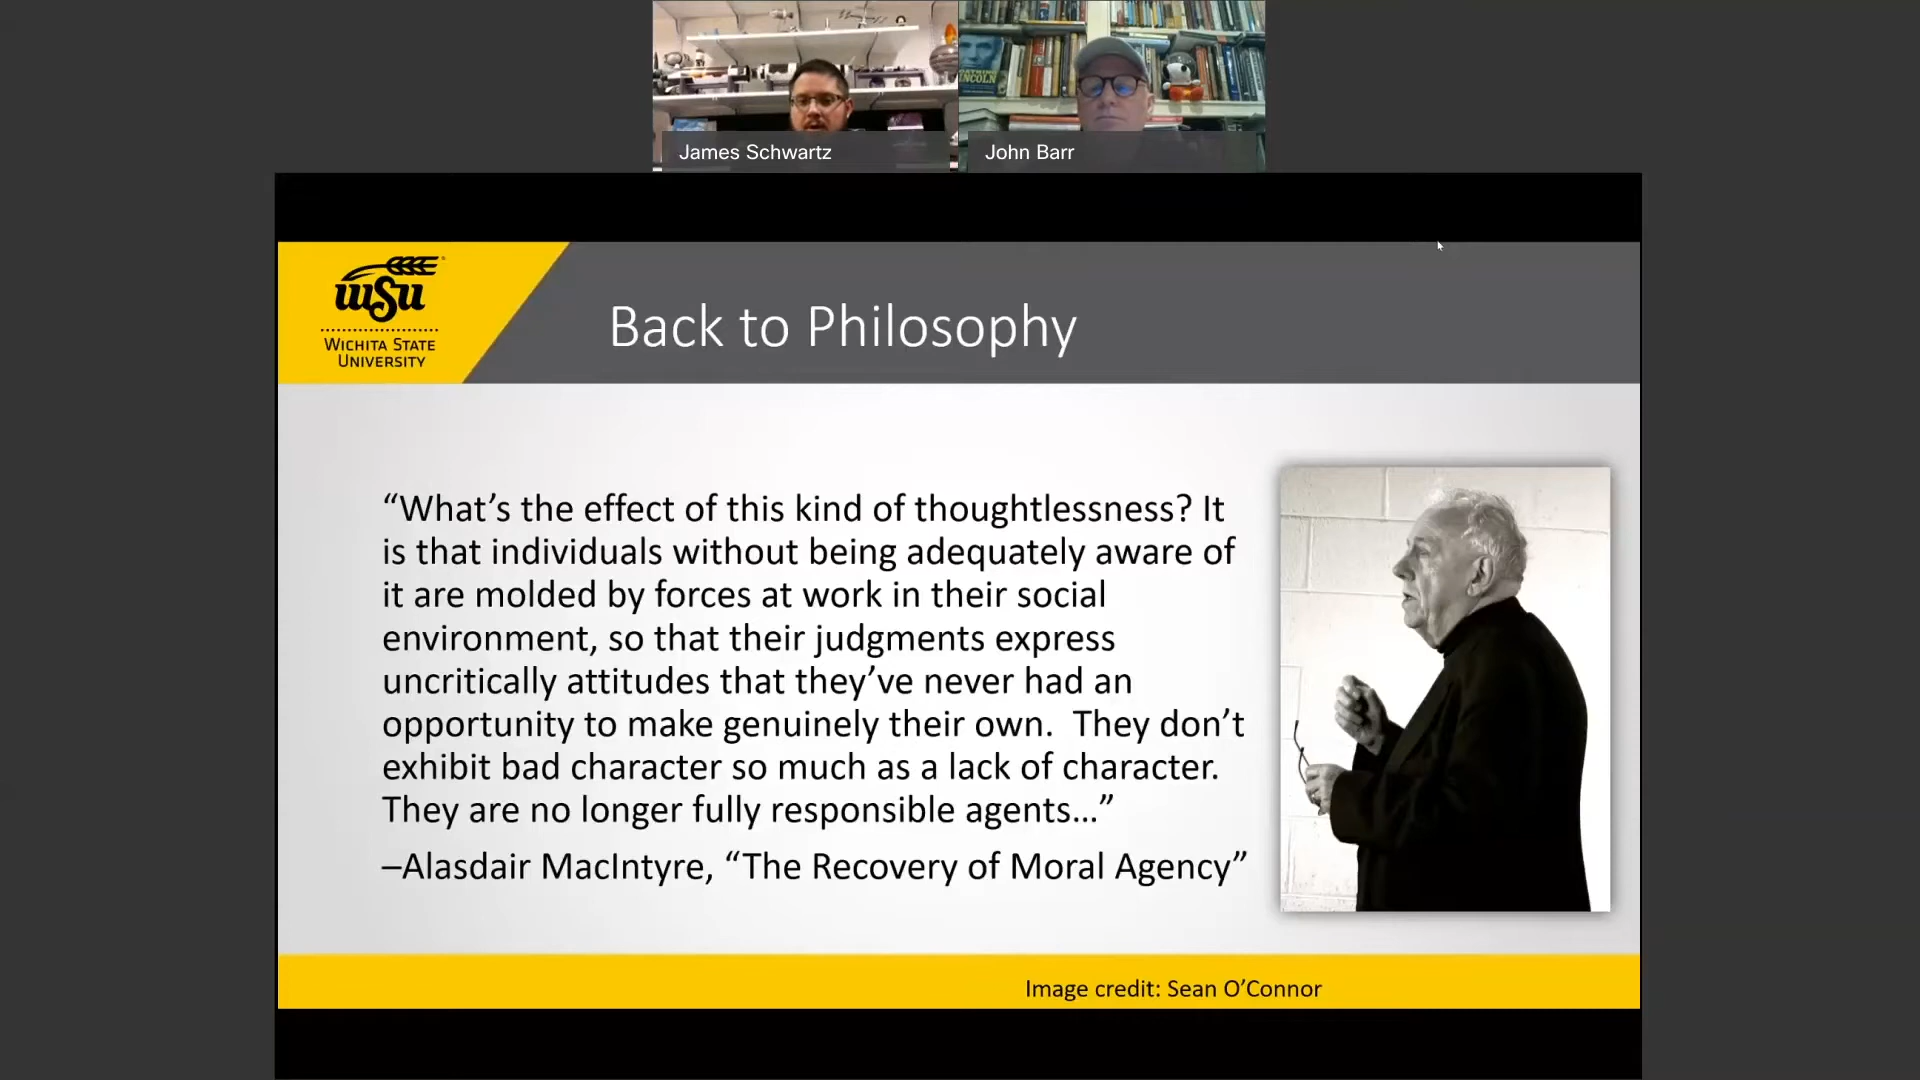 LINCOLN
James Schwartz
John Barr
wsu
WICHITA STATE
UNIVERSITY
Back to Philosophy
“What’s the effect of this kind of thoughtlessness? It
is that individuals without being adequately aware of
it are molded by forces at work in their social
environment, so that their judgments express
uncritically attitudes that they’ve never had an
opportunity to make genuinely their own.  They don’t
exhibit bad character so much as a lack of character.
They are no longer fully responsible agents…”
–Alasdair MacIntyre, “The Recovery of Moral Agency”
Image credit: Sean O’Connor